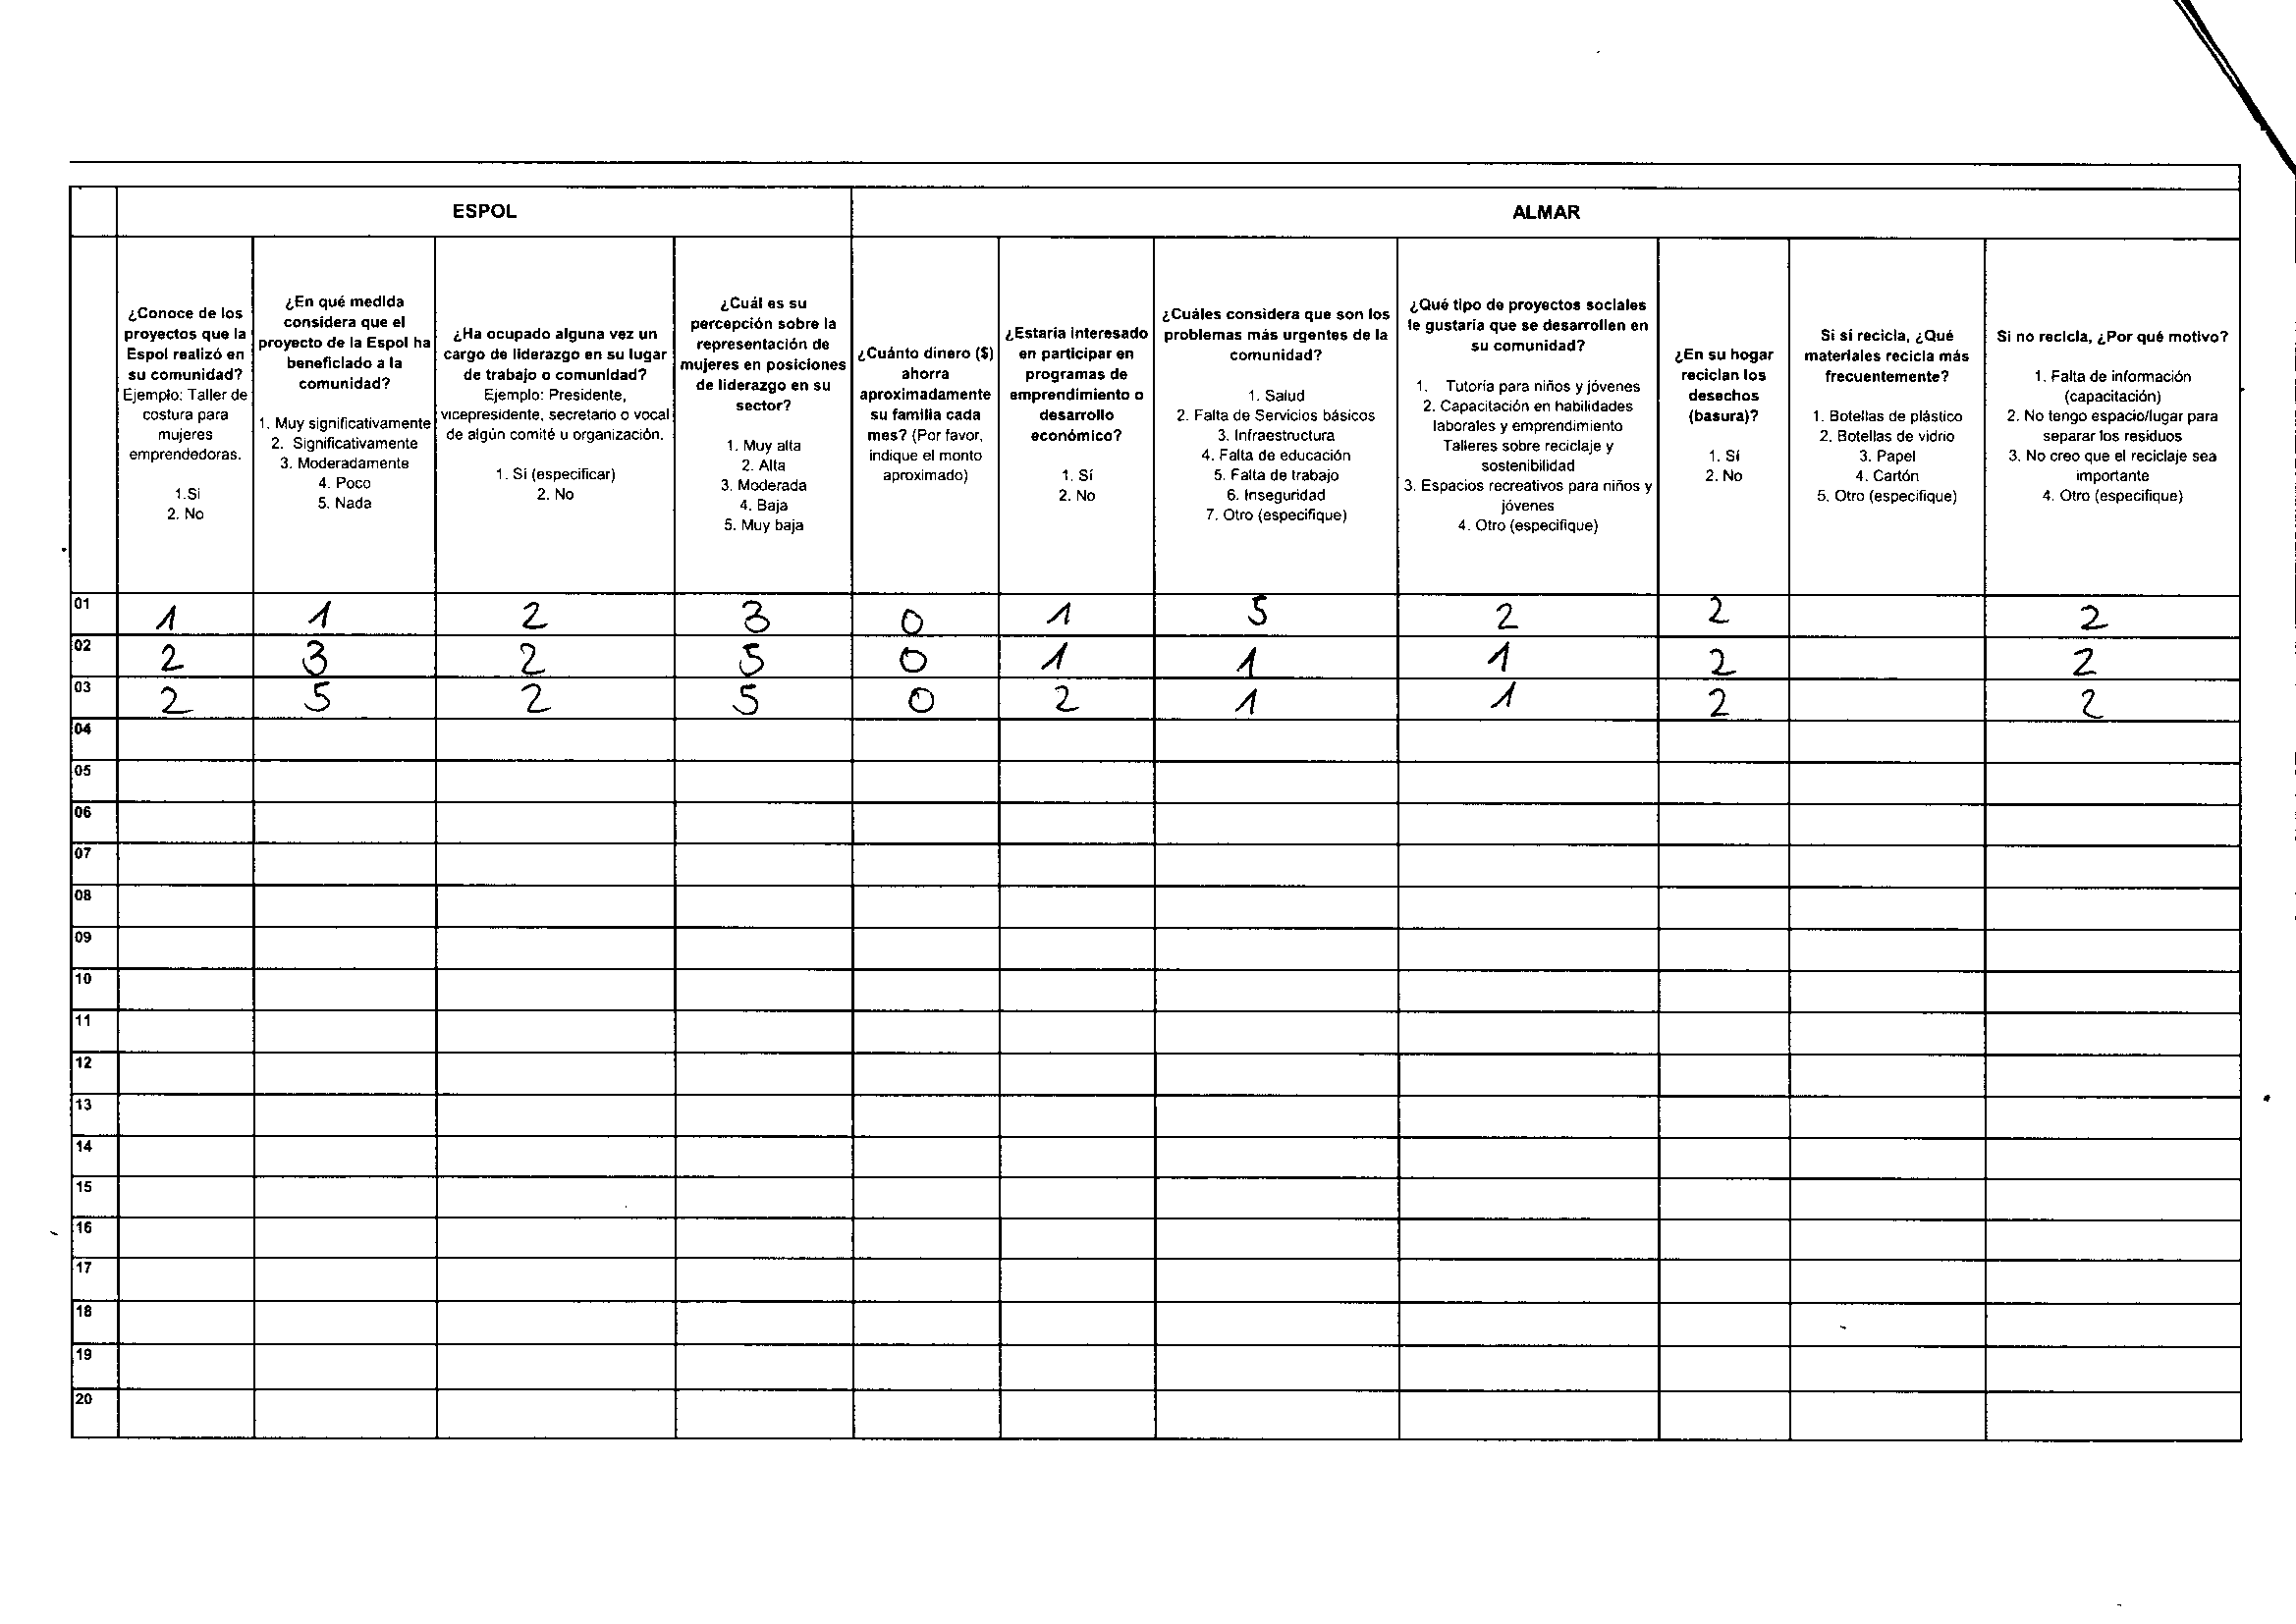 ESPOL
ALMAR
¿Conoce de los
proyectos que la
Espol realizó en
su comunidad?
Ejemplo: Taller de
costura para
mujeres
emprendedoras.
1.Si
2. No
¿En qué medida
considera que el
proyecto de la Espol ha
beneficiado a la
comunidad?
1. Muy significativamente
2. Significativamente
3. Moderadamente
4. Poco
5. Nada
¿Ha ocupado alguna vez un
cargo de liderazgo en su lugar
de trabajo o comunidad?
Ejemplo: Presidente,
vicepresidente, secretario o vocal
de algún comité u organización.
1. Si (especificar)
2. No
¿Cuál es su
percepción sobre la
representación de
mujeres en posiciones
de liderazgo en su
sector?
1. Muy alta
2. Alta
3. Moderada
4. Baja
5. Muy baja
¿Cuánto dinero ($)
ahorra
aproximadamente
su familia cada
mes? (Por favor,
indique el monto
aproximado)
¿Estaría interesado
en participar en
programas de
emprendimiento o
desarrollo
económico?
1. Sí
2. No
¿Cuáles considera que son los
problemas más urgentes de la
comunidad?
1. Salud
2. Falta de Servicios básicos
3. Infraestructura
4. Falta de educación
5. Falta de trabajo
6. Inseguridad
7. Otro (especifique)
¿Qué tipo de proyectos sociales
le gustaría que se desarrollen en
su comunidad?
1. Tutoría para niños y jóvenes
2. Capacitación en habilidades
laborales y emprendimiento
Talleres sobre reciclaje y
sostenibilidad
3. Espacios recreativos para niños y
jóvenes
4. Otro (especifique)
¿En su hogar
reciclan los
desechos
(basura)?
1. Sí
2. No
Si si recicla, ¿Qué
materiales recicla más
frecuentemente?
1. Botellas de plástico
2. Botellas de vidrio
3. Papel
4. Cartón
5. Otro (especifique)
Si no recicla, ¿Por qué motivo?
1. Falta de información
(capacitación)
2. No tengo espacio/lugar para
separar los residuos
3. No creo que el reciclaje sea
importante
4. Otro (especifique)
01 1 1 2 3 0 1 5 2 2 2
02 2 3 2 5 0 1 1 1 2 2
03 2 5 2 5 0 2 1 1 2 2
04
05
06
07
08
09
10
11
12
13
14
15
16
17
18
19
20